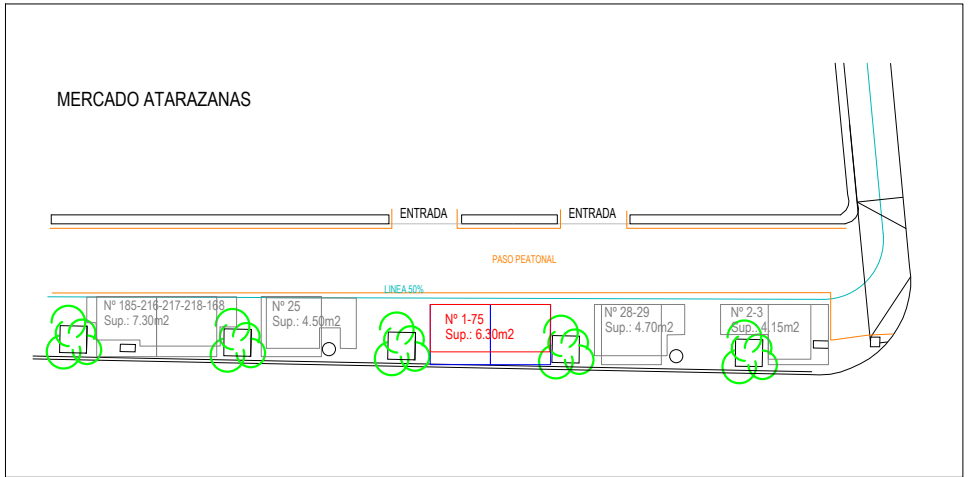 MERCADO ATARAZANAS
ENTRADA
ENTRADA
PASO PEATONAL
LINEA 50%
Nº 185-216-217-218-168
Sup.: 7.30m2
Nº 25
Sup.: 4.50m2
Nº 1-75
Sup.: 6.30m2
Nº 28-29
Sup.: 4.70m2
Nº 2-3
Sup.: 4.15m2